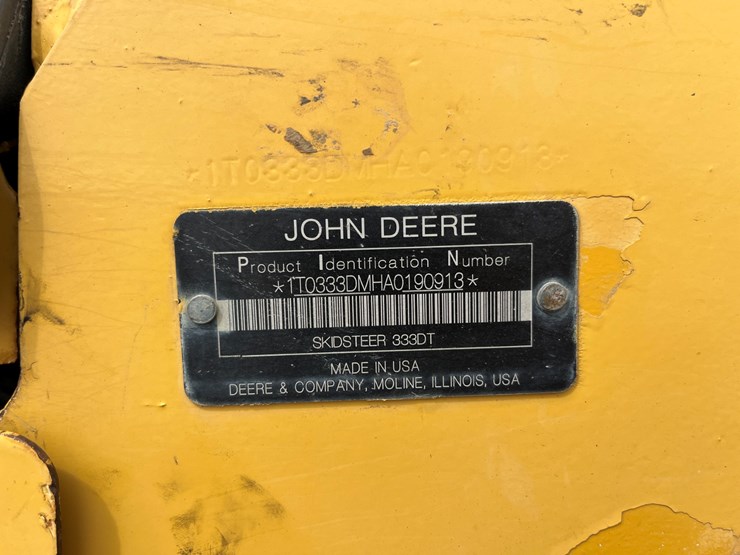 *1T0333DMHA0190913*
JOHN DEERE
Product Identification Number
*1T0333DMHA0190913*
SKIDSTEER 333DT
MADE IN USA
DEERE & COMPANY, MOLINE, ILLINOIS, USA